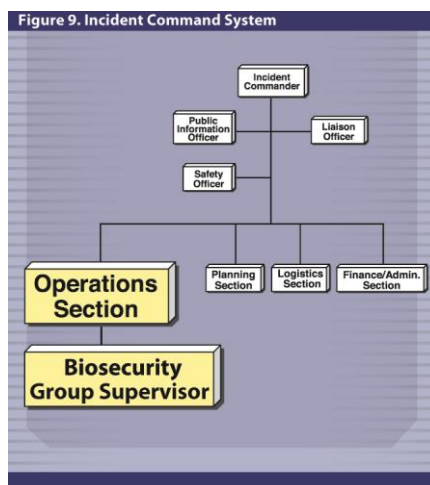 Figure 9. Incident Command System
Incident
Commander
Public
Information
Officer
Liaison
Officer
Safety
Officer
Operations
Section
Planning
Section
Logistics
Section
Finance/Admin.
Section
Biosecurity
Group Supervisor